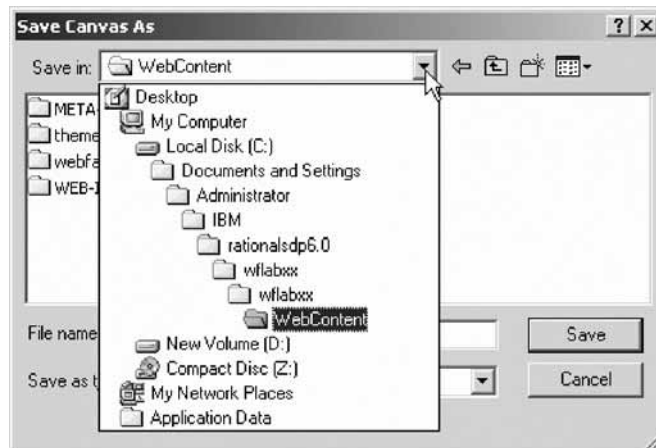 Save Canvas As
Save in: WebContent
META
theme
webfa
WEB-I
Desktop
My Computer
Local Disk (C:)
Documents and Settings
Administrator
IBM
rationalsdp6.0
wflabxx
wflabxx
WebContent
New Volume (D:)
Compact Disc (Z:)
My Network Places
Application Data
File name
Save
Save as t
Cancel